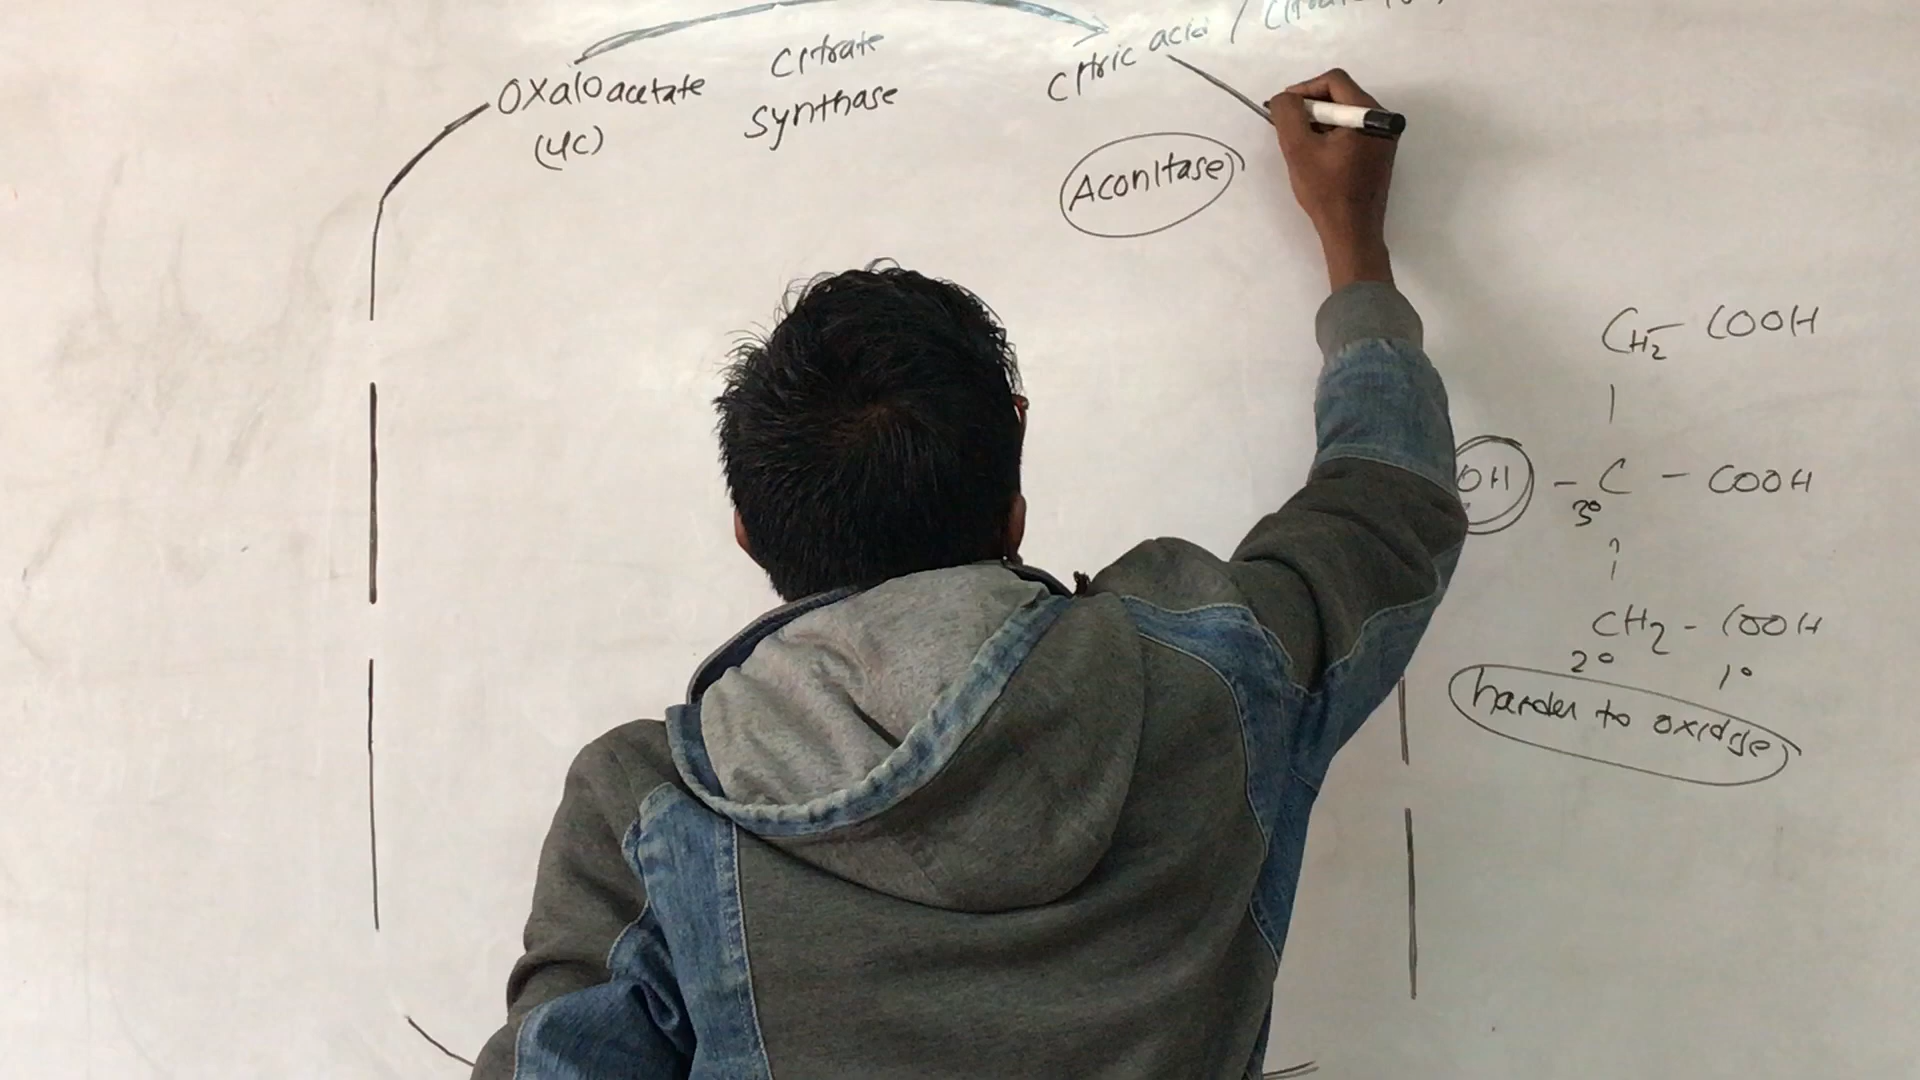 Oxaloacetate
(4C)
Citrate
synthase
Citric acid /
Aconitase
CH2 - COOH
OH - C - COOH
3°
CH2 - COOH
2° 1°
harder to oxidise